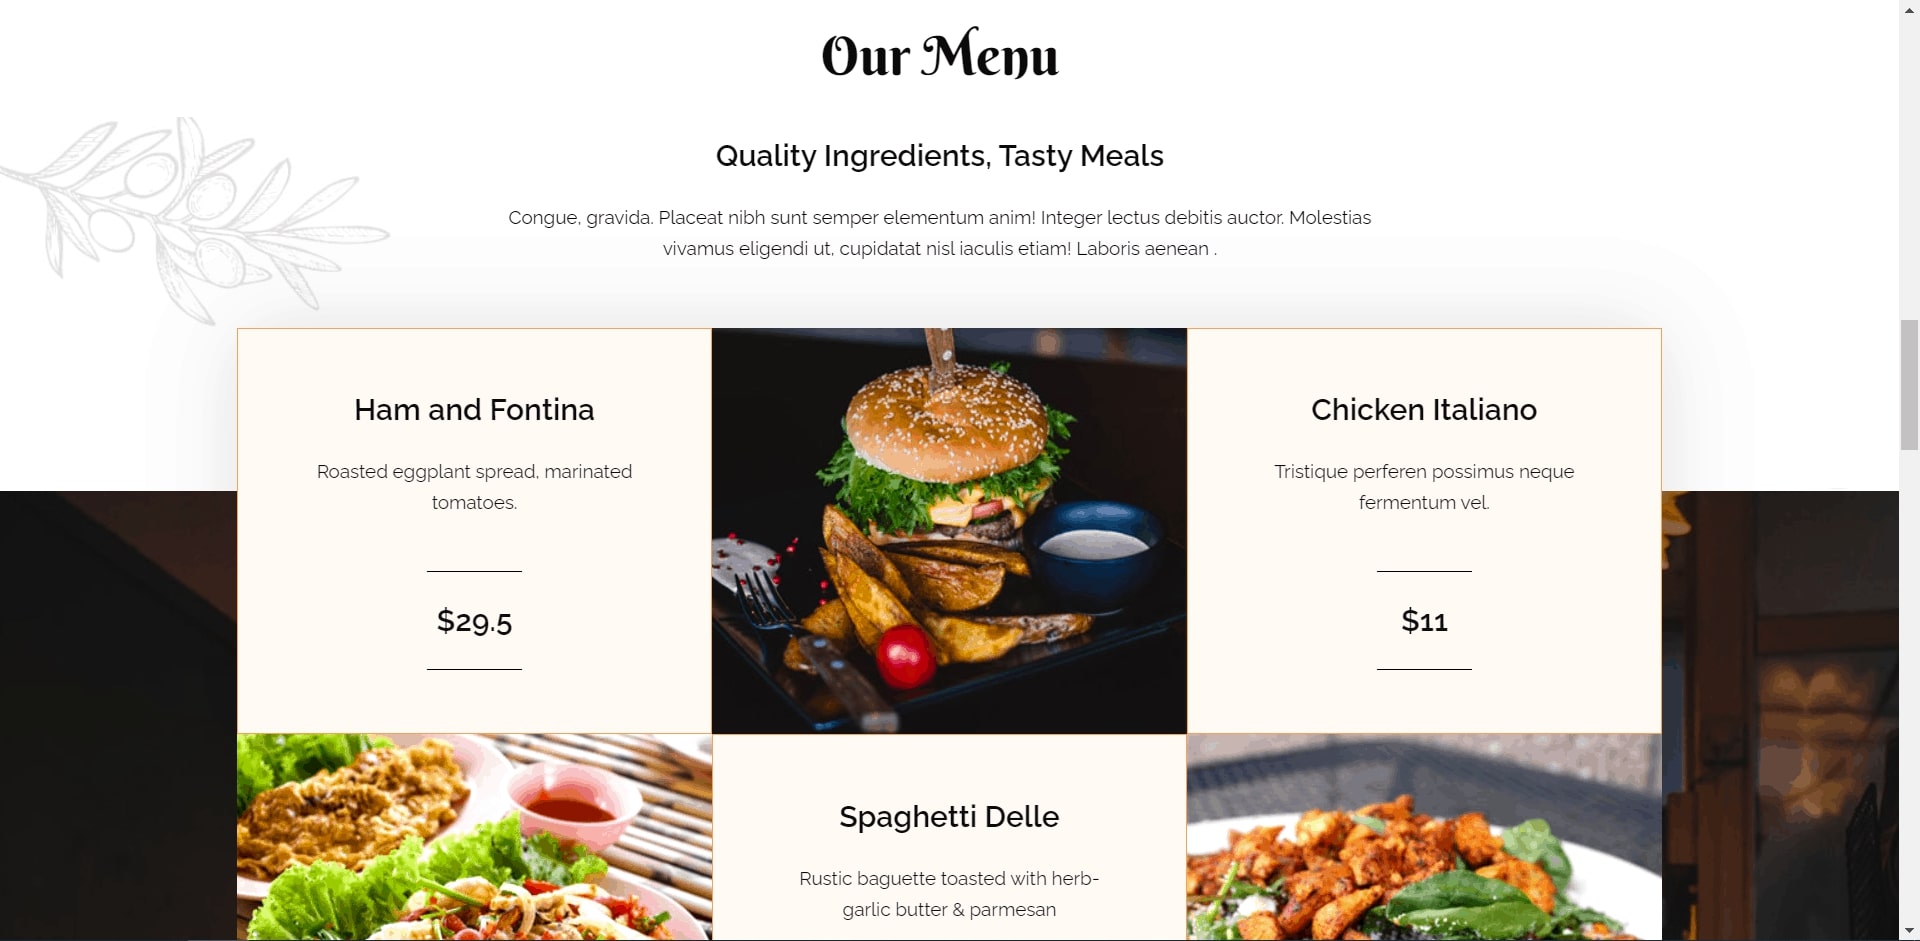 Our Menu
Quality Ingredients, Tasty Meals
Congue, gravida. Placeat nibh sunt semper elementum anim! Integer lectus debitis auctor. Molestias
vivamus eligendi ut, cupidatat nisl iaculis etiam! Laboris aenean .
Ham and Fontina
Roasted eggplant spread, marinated
tomatoes.
$29.5
Chicken Italiano
Tristique perferen possimus neque
fermentum vel.
$11
Spaghetti Delle
Rustic baguette toasted with herb-
garlic butter & parmesan